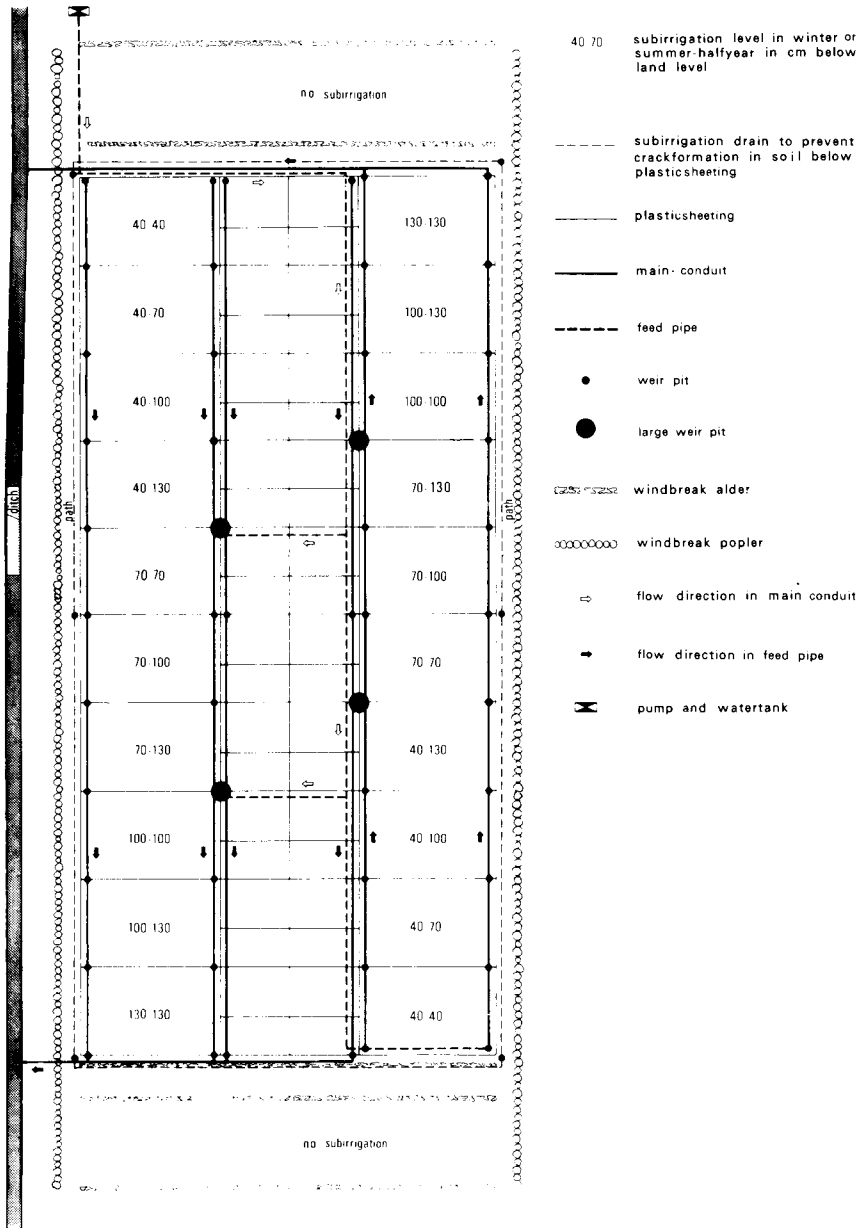 no subirrigation
40 40
40-70
40-100
40-130
70 70
70-100
70-130
100-100
100-130
130-130
130-130
100-130
100-100
70-130
70-100
70 70
40 130
40 100
40 70
40 40
/ditch
path
path
no subirrigation
40 70
subirrigation level in winter or
summer-halfyear in cm below
land level
subirrigation drain to prevent
crackformation in soil below
plasticsheeting
plasticsheeting
main-conduit
feed pipe
weir pit
large weir pit
windbreak alder
windbreak popler
flow direction in main conduit
flow direction in feed pipe
pump and watertank